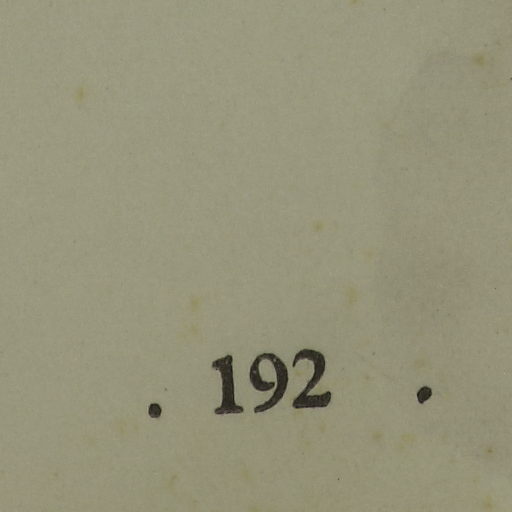 . 192 .